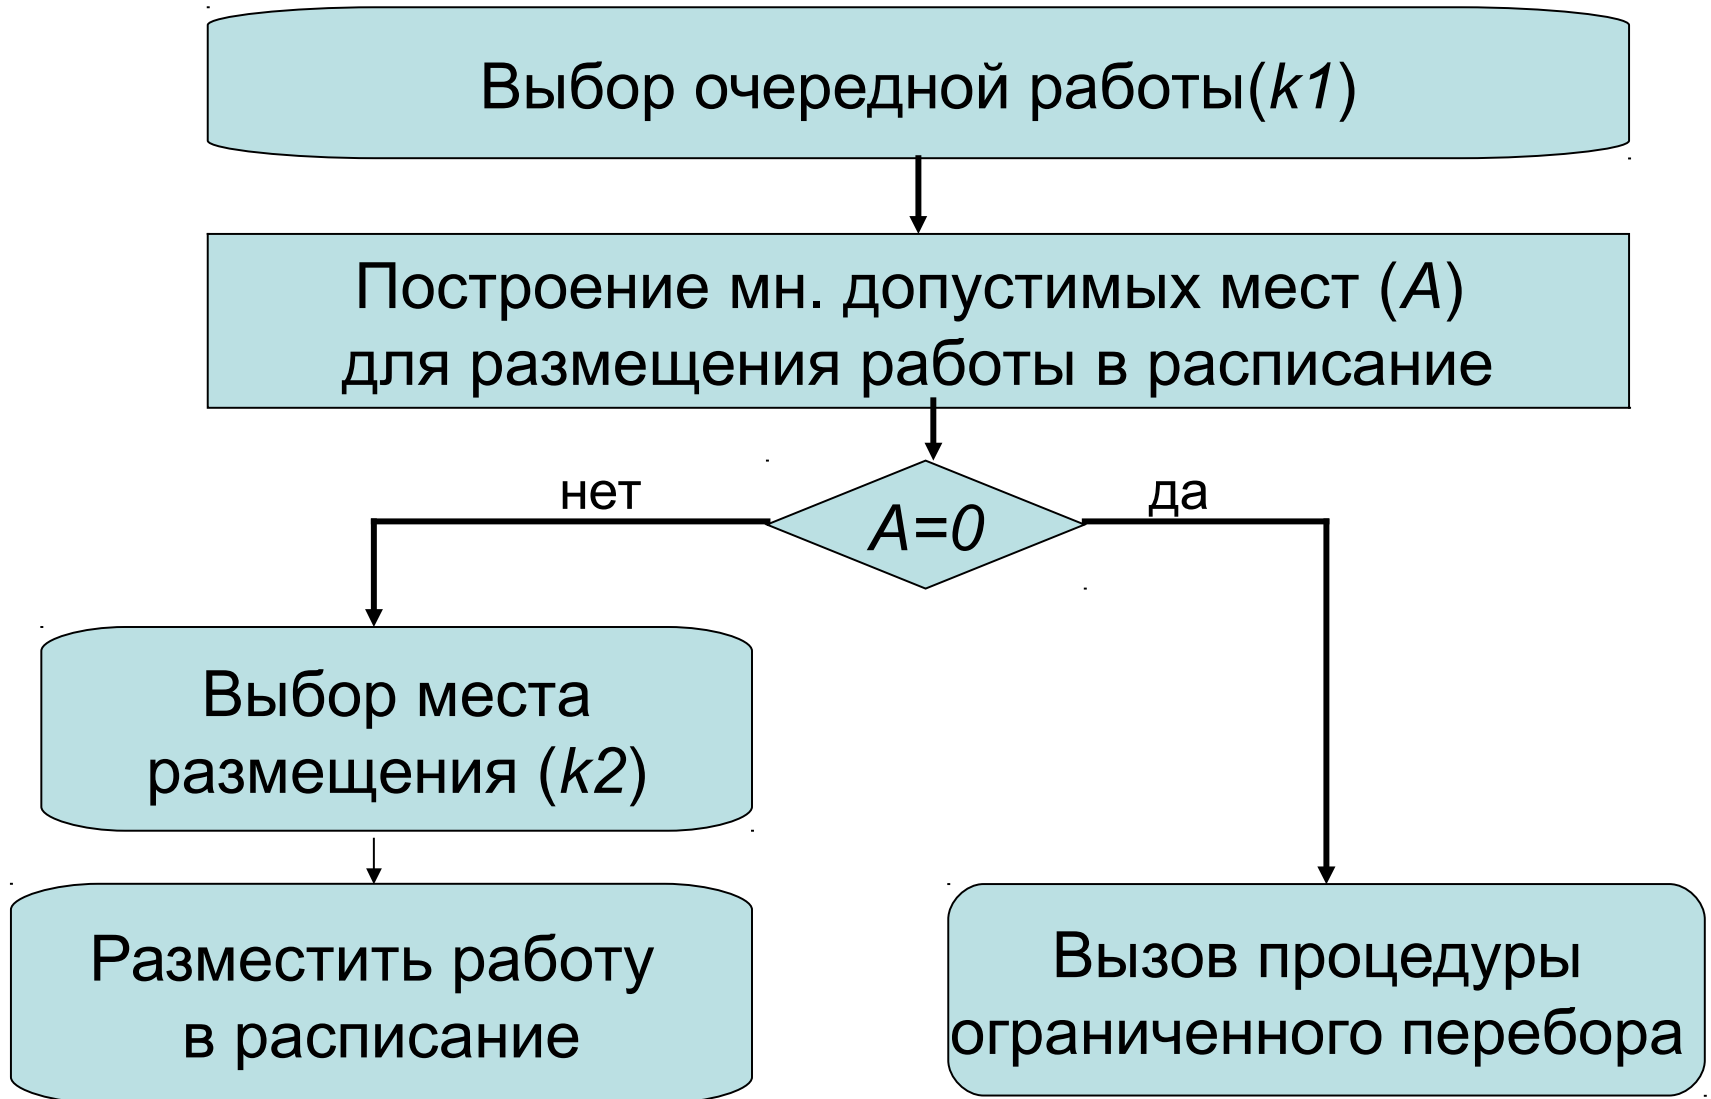 Выбор очередной работы(k1)
Построение мн. допустимых мест (A)
для размещения работы в расписание
нет
да
A=0
Выбор места
размещения (k2)
Разместить работу
в расписание
Вызов процедуры
ограниченного перебора